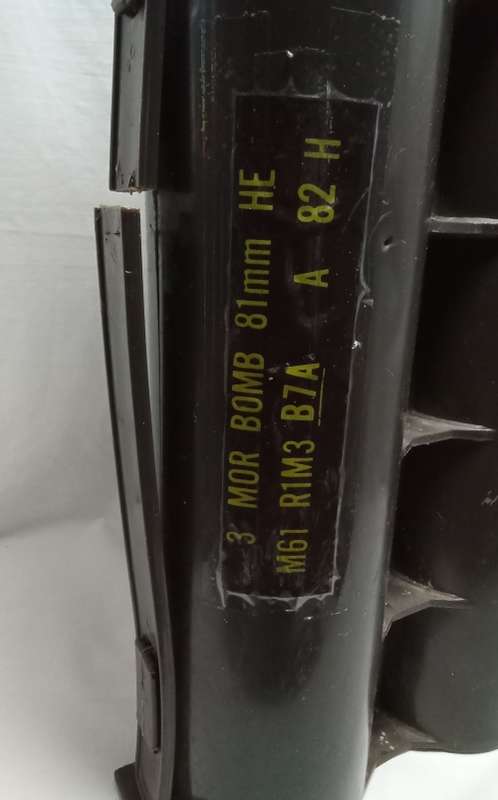 3 MOR BOMB 81mm HE
M61 R1M3 B7A A 82 H